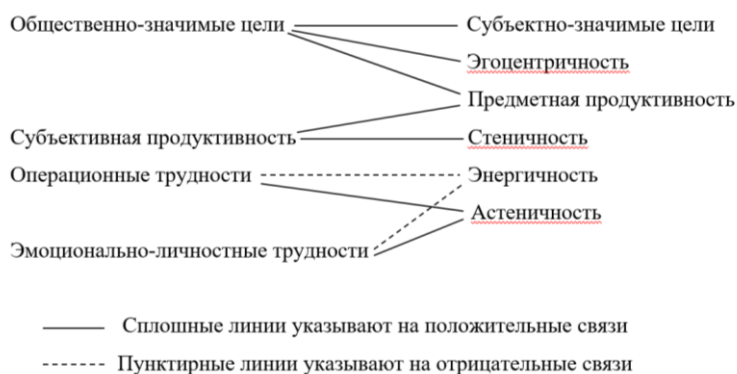 Общественно-значимые цели Субъектно-значимые цели
Эгоцентричность
Предметная продуктивность
Субъективная продуктивность Стеничность
Операционные трудности Энергичность
Астеничность
Эмоционально-личностные трудности
Сплошные линии указывают на положительные связи
Пунктирные линии указывают на отрицательные связи